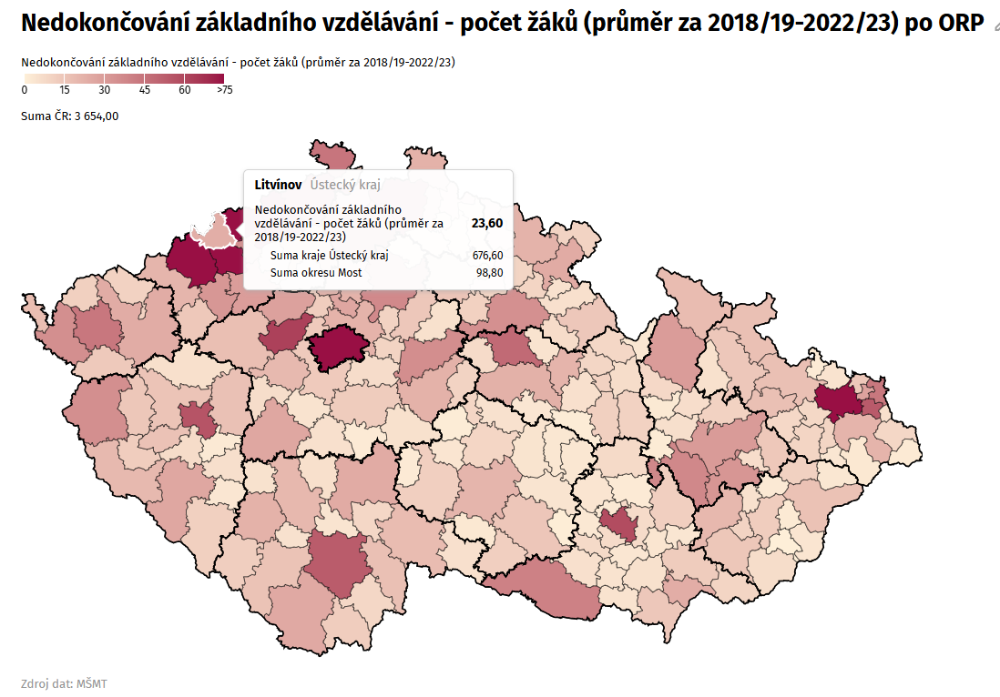 Nedokončování základního vzdělávání - počet žáků (průměr za 2018/19-2022/23) po ORP
Nedokončování základního vzdělávání - počet žáků (průměr za 2018/19-2022/23)
0 15 30 45 60 >75
Suma ČR: 3 654,00
Litvínov Ústecký kraj
Nedokončování základního
vzdělávání - počet žáků (průměr za 23,60
2018/19-2022/23)
Suma kraje Ústecký kraj 676,60
Suma okresu Most 98,80
Zdroj dat: MŠMT